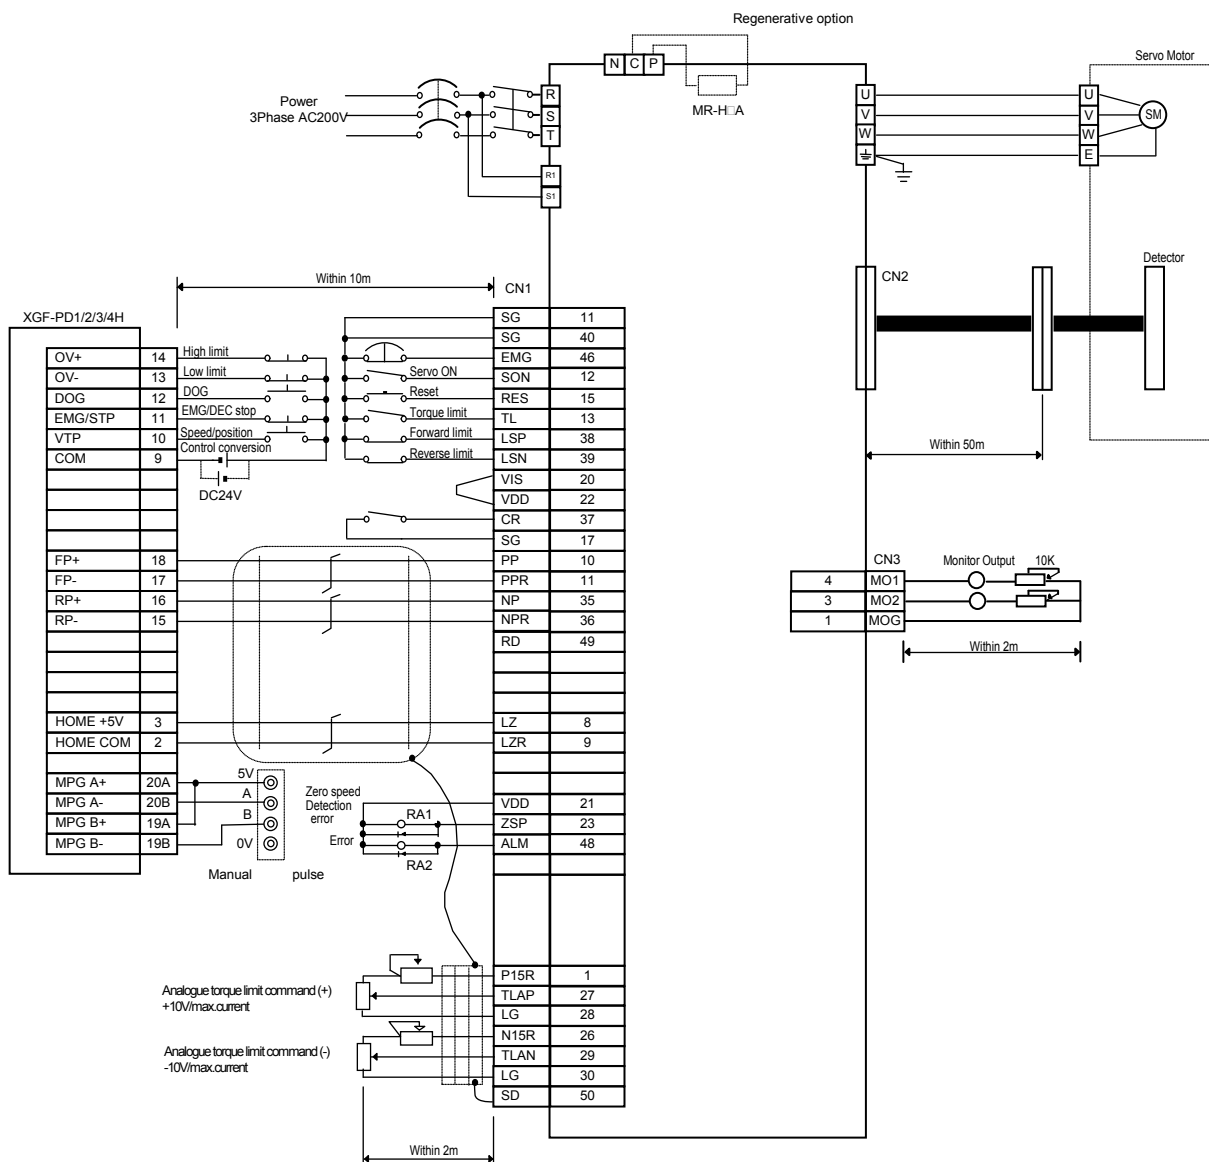 Regenerative option
N C P
MR-H□A
Servo Motor
Power
3Phase AC200V
R
S
T
R1
S1
U
V
W
U
V
W
E
SM
Within 10m
CN1
CN2
Detector
Within 50m
XGF-PD1/2/3/4H
OV+ 14 High limit
OV- 13 Low limit
DOG 12 DOG
EMG/STP 11 EMG/DEC stop
VTP 10 Speed/position
COM 9 Control conversion
DC24V
FP+ 18
FP- 17
RP+ 16
RP- 15
HOME +5V 3
HOME COM 2
MPG A+ 20A 5V
MPG A- 20B A
MPG B+ 19A B
MPG B- 19B 0V
Manual pulse
SG 11
SG 40
EMG 46
Servo ON SON 12
Reset RES 15
Torque limit TL 13
Forward limit LSP 38
Reverse limit LSN 39
VIS 20
VDD 22
CR 37
SG 17
PP 10
PPR 11
NP 35
NPR 36
RD 49
LZ 8
LZR 9
Zero speed
Detection
error
Error
RA1
RA2
VDD 21
ZSP 23
ALM 48
Analogue torque limit command (+)
+10V/max.current
Analogue torque limit command (-)
-10V/max.current
P15R 1
TLAP 27
LG 28
N15R 26
TLAN 29
LG 30
SD 50
Within 2m
CN3 Monitor Output 10K
4 MO1
3 MO2
1 MOG
Within 2m